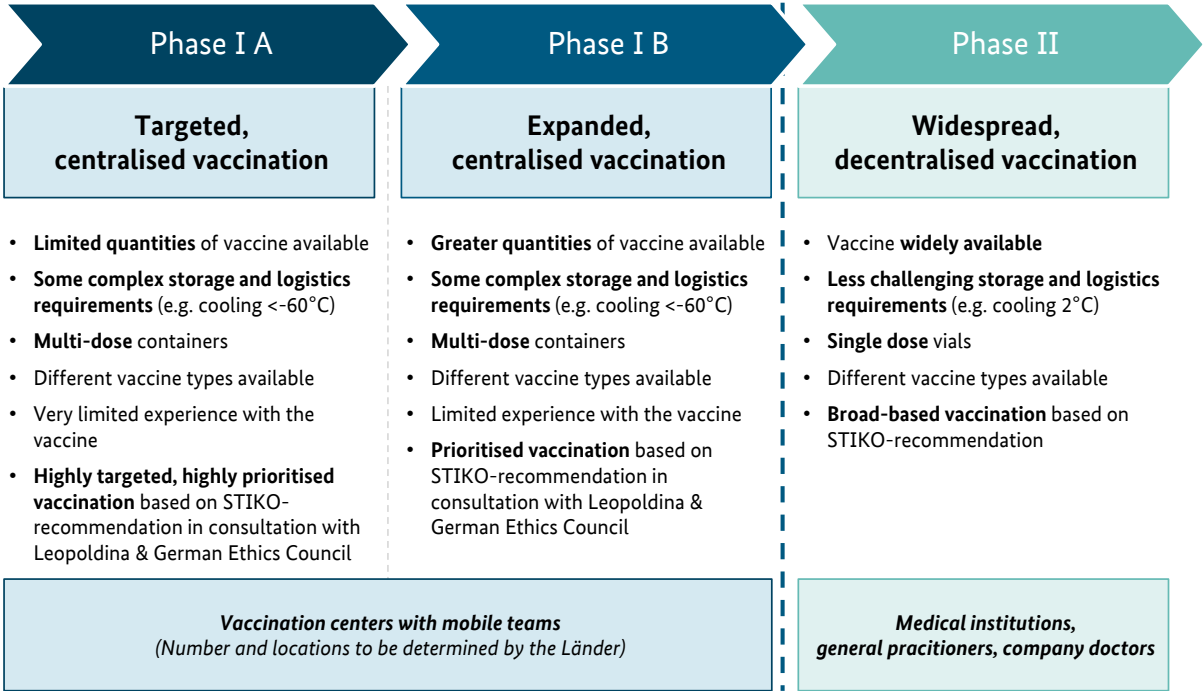 Phase I A
Phase I B
Phase II
Targeted,
centralised vaccination
Expanded,
centralised vaccination
Widespread,
decentralised vaccination
• Limited quantities of vaccine available
• Some complex storage and logistics
requirements (e.g. cooling <-60°C)
• Multi-dose containers
• Different vaccine types available
• Very limited experience with the
vaccine
• Highly targeted, highly prioritised
vaccination based on STIKO-
recommendation in consultation with
Leopoldina & German Ethics Council
• Greater quantities of vaccine available
• Some complex storage and logistics
requirements (e.g. cooling <-60°C)
• Multi-dose containers
• Different vaccine types available
• Limited experience with the vaccine
• Prioritised vaccination based on
STIKO-recommendation in
consultation with Leopoldina &
German Ethics Council
• Vaccine widely available
• Less challenging storage and logistics
requirements (e.g. cooling 2°C)
• Single dose vials
• Different vaccine types available
• Broad-based vaccination based on
STIKO-recommendation
Vaccination centers with mobile teams
(Number and locations to be determined by the Länder)
Medical institutions,
general pracitioners, company doctors